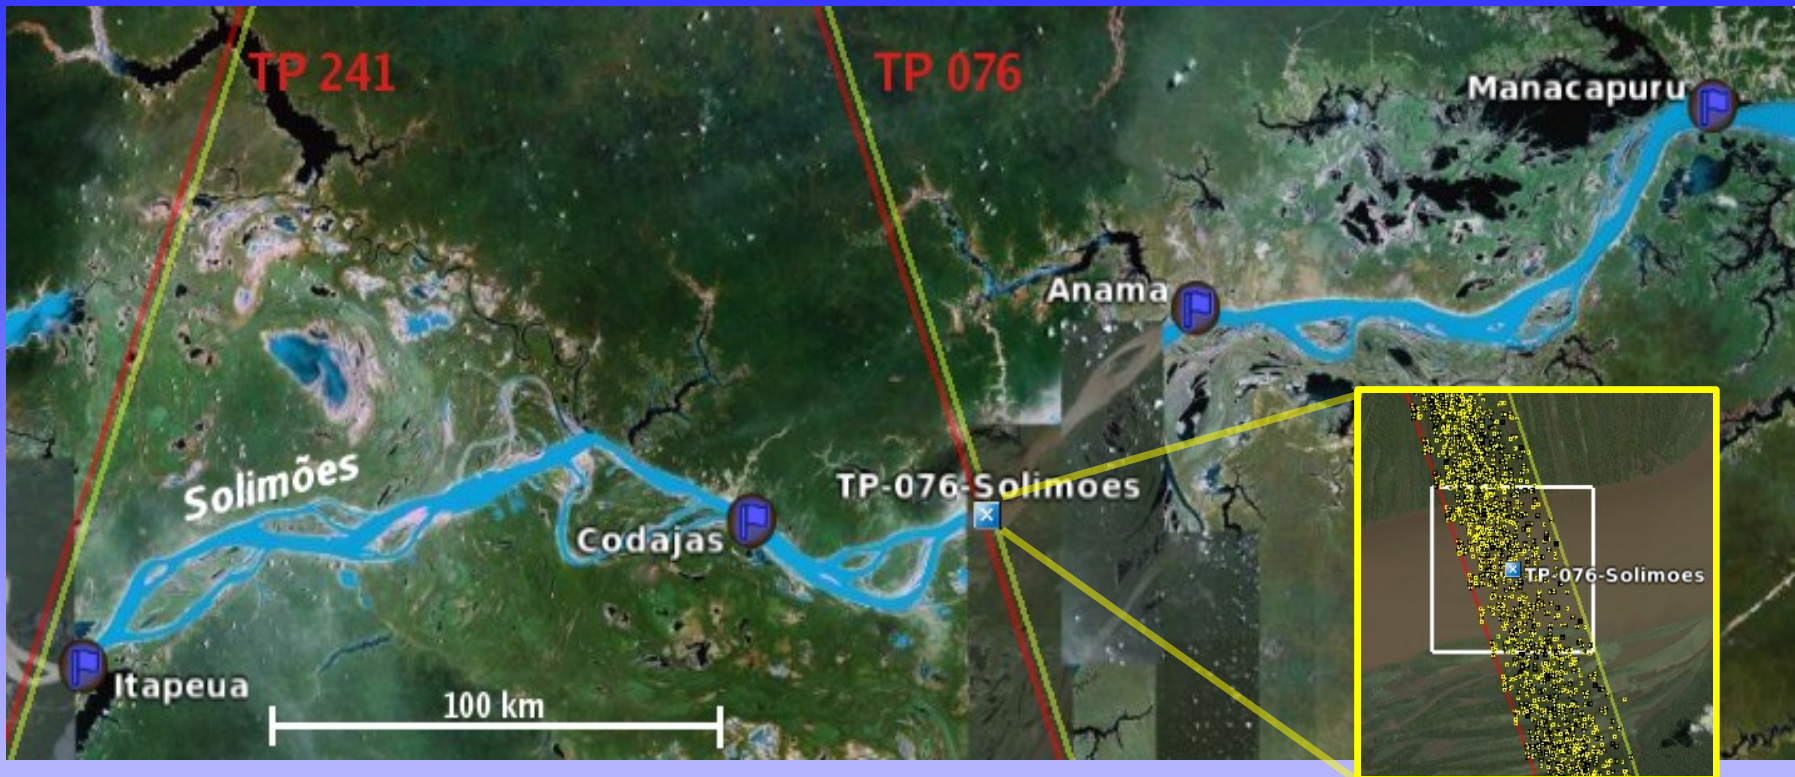 TP 241
TP 076
Manacapuru
Anama
Solimões
TP-076-Solimoes
Codajas
TP-076-Solimoes
Itapeua
100 km